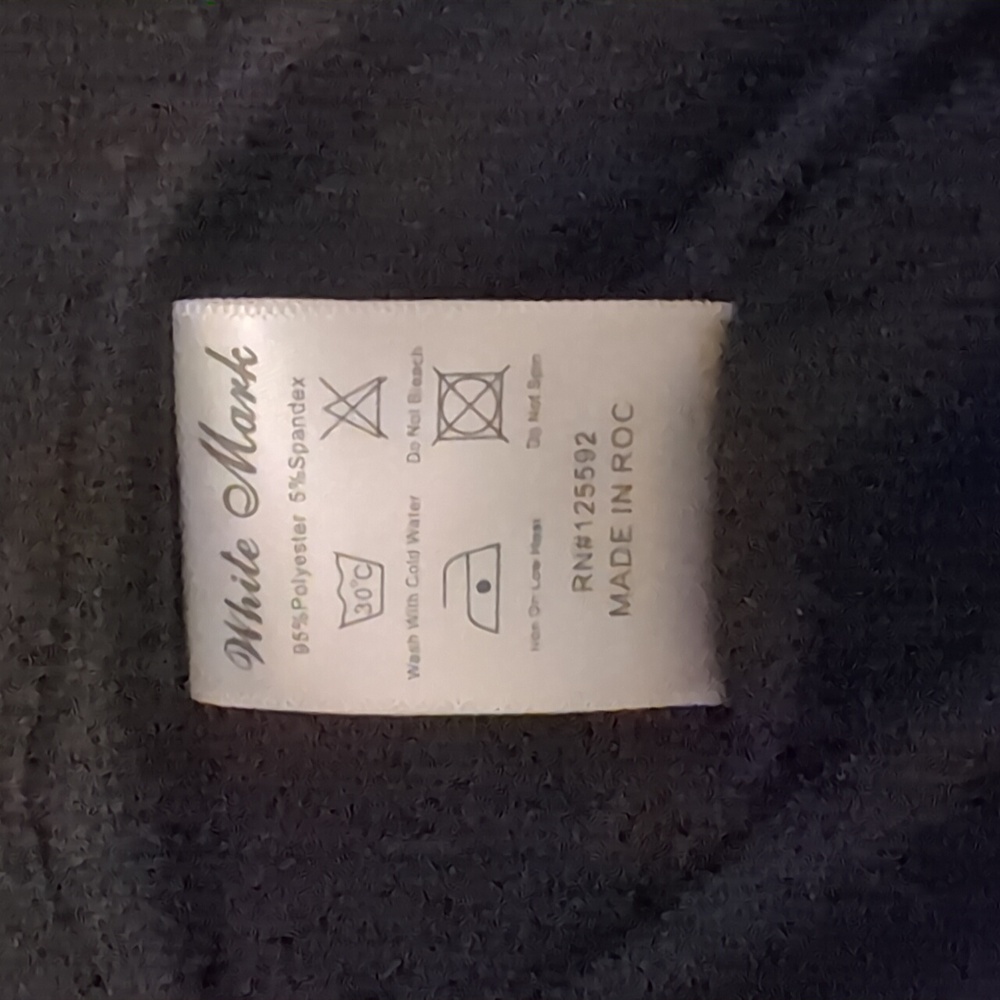 White Mark
95%Polyester 5%Spandex
30°C
Wash With Cold Water Do Not Bleach
Iron On Low Heat Do Not Spin
RN#125592
MADE IN ROC